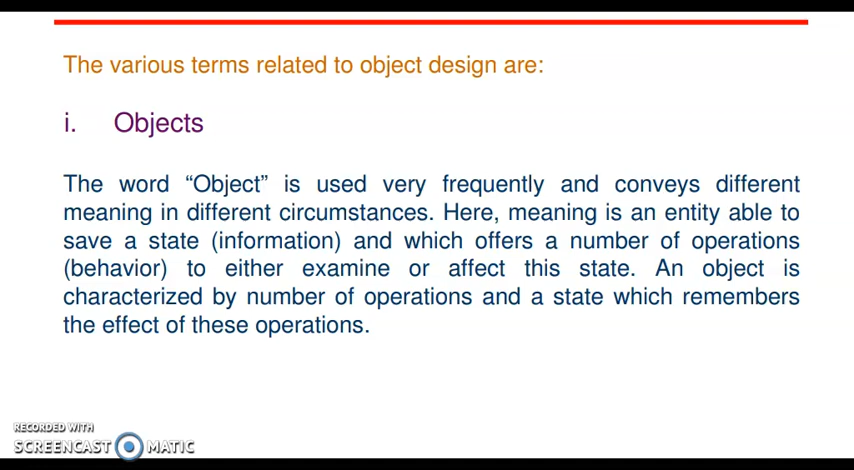 The various terms related to object design are:
i. Objects
The word “Object” is used very frequently and conveys different
meaning in different circumstances. Here, meaning is an entity able to
save a state (information) and which offers a number of operations
(behavior) to either examine or affect this state. An object is
characterized by number of operations and a state which remembers
the effect of these operations.
RECORDED WITH
SCREENCAST MATIC